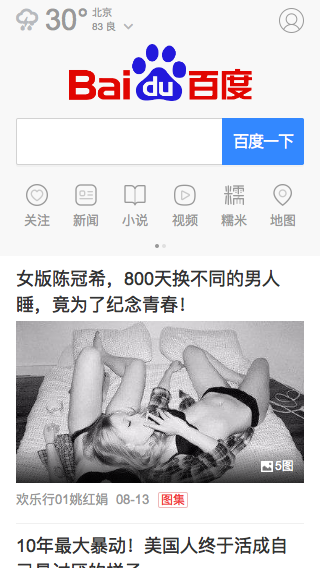 30° 北京
83 良
Bai du 百度
百度一下
关注 新闻 小说 视频 糯米 地图
糯
女版陈冠希，800天换不同的男人
睡，竟为了纪念青春！
5图
欢乐行01姚红娟 08-13 图集
10年最大暴动！美国人终于活成自